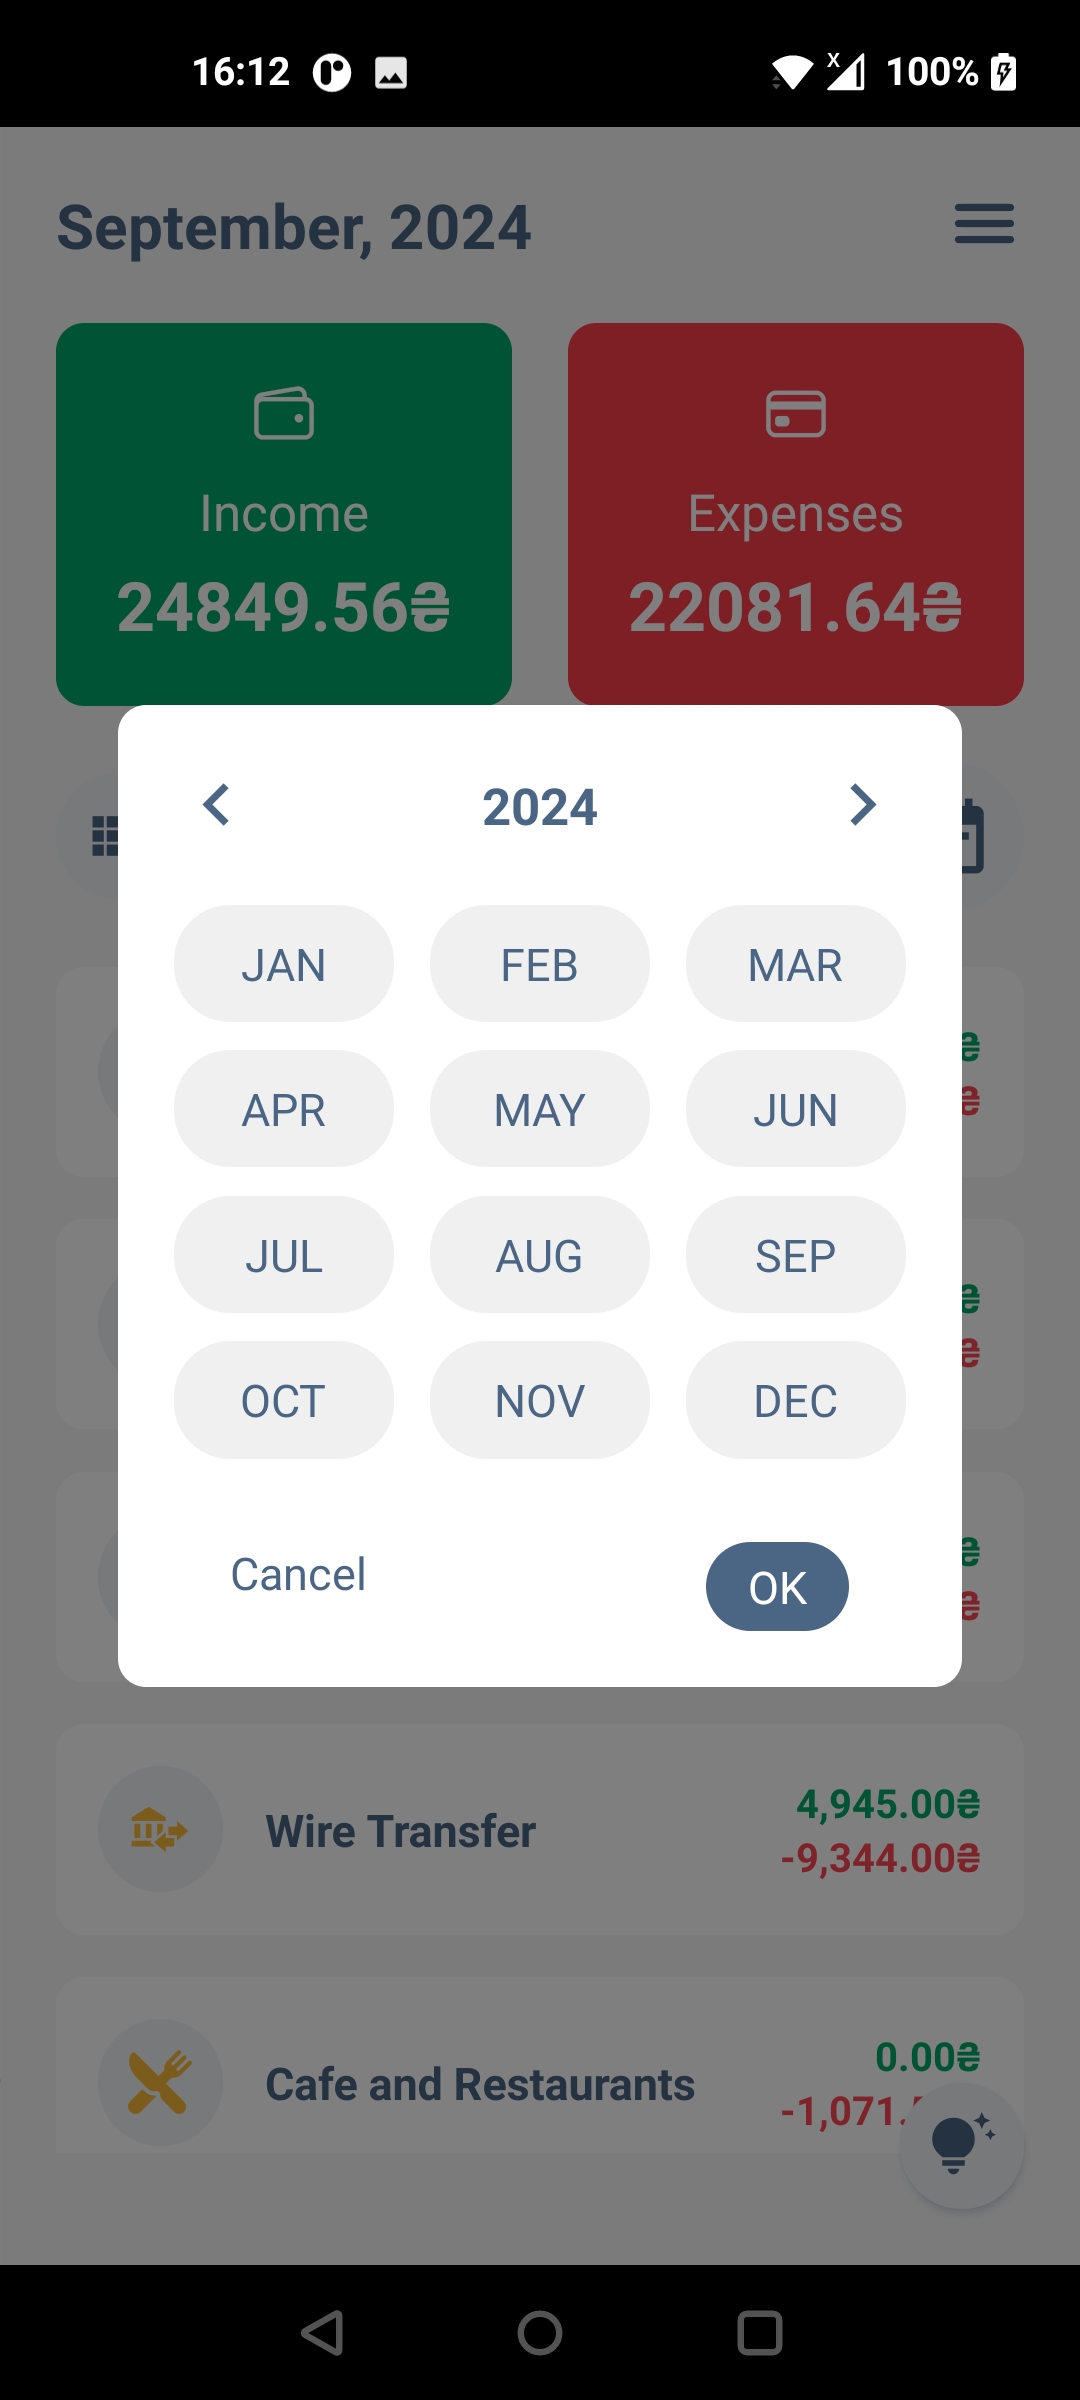 16:12
X
100%
September, 2024
Income
24849.56₴
Expenses
22081.64₴
2024
JAN
FEB
MAR
APR
MAY
JUN
JUL
AUG
SEP
OCT
NOV
DEC
Cancel
OK
₴
₴
₴
₴
₴
₴
Wire Transfer
4,945.00₴
-9,344.00₴
Cafe and Restaurants
0.00₴
-1,071.